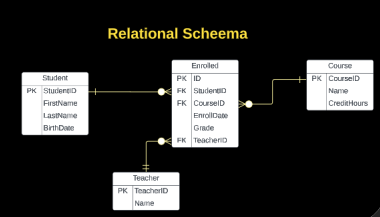 Relational Scheema
Student
PK StudentID
FirstName
LastName
BirthDate
Enrolled
PK ID
FK StudentID
FK CourseID
EnrollDate
Grade
FK TeacherID
Course
PK CourseID
Name
CreditHours
Teacher
PK TeacherID
Name